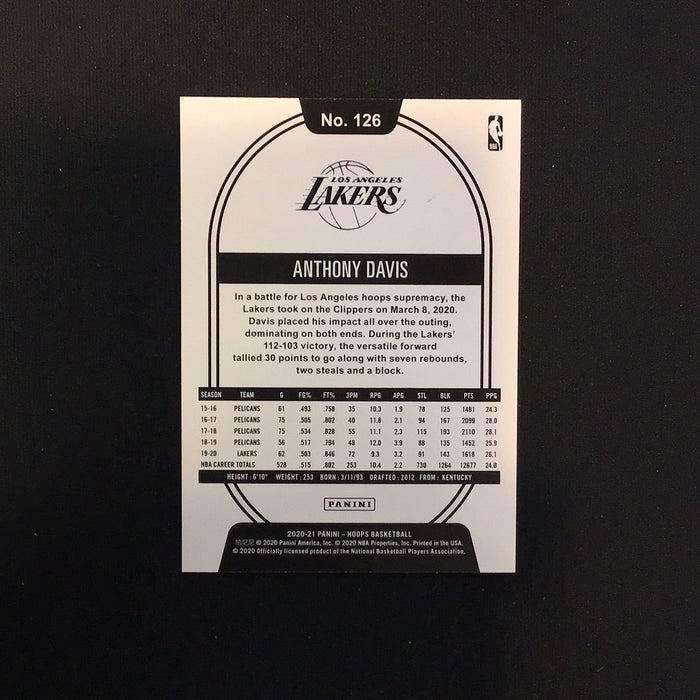 No. 126
NBA
LOS ANGELES
LAKERS
ANTHONY DAVIS
In a battle for Los Angeles hoops supremacy, the
Lakers took on the Clippers on March 8, 2020.
Davis placed his impact all over the outing,
dominating on both ends. During the Lakers'
112-103 victory, the versatile forward
tallied 30 points to go along with seven rebounds,
two steals and a block.
SEASON TEAM G FG% FT% 3PM RPG APG STL BLK PTS PPG
15-16 PELICANS 61 .493 .758 35 10.3 1.9 78 125 1481 24.3
16-17 PELICANS 75 .505 .802 40 11.8 2.1 94 167 2099 28.0
17-18 PELICANS 75 .534 .828 55 11.1 2.3 115 193 2110 28.1
18-19 PELICANS 56 .517 .794 48 12.0 3.9 88 135 1452 25.9
19-20 LAKERS 62 .503 .846 72 9.3 3.2 91 143 1618 26.1
NBA CAREER TOTALS 528 .515 .802 253 10.4 2.2 730 1264 12677 24.0
HEIGHT: 6'10" WEIGHT: 253 BORN: 3/11/93 DRAFTED: 2012 FROM: KENTUCKY
PANINI
2020-21 PANINI – HOOPS BASKETBALL
帕尼尼 © 2020 Panini America, Inc. © 2020 NBA Properties, Inc. Printed in the USA.
© 2020 Officially licensed product of the National Basketball Players Association.